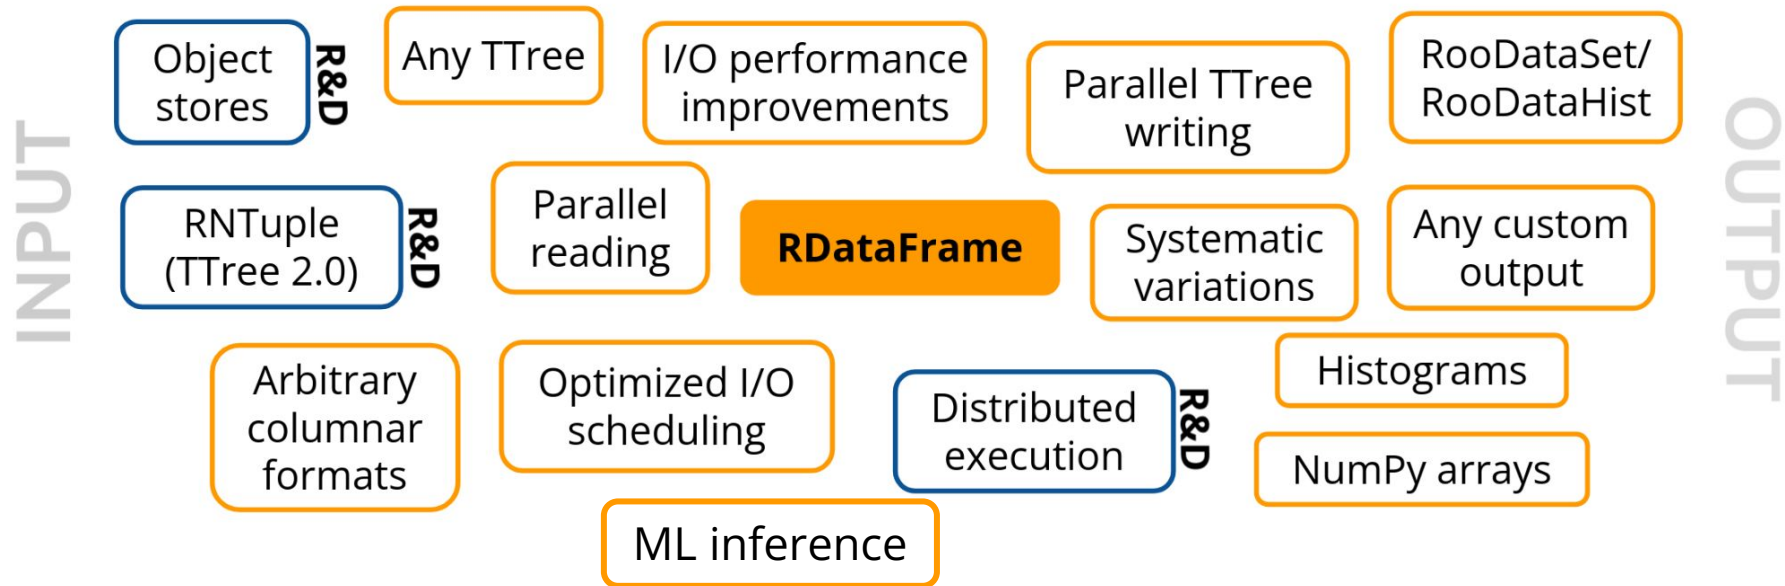 INPUT
Object
stores
R&D
Any TTree
I/O performance
improvements
Parallel TTree
writing
RooDataSet/
RooDataHist
OUTPUT
RNTuple
(TTree 2.0)
R&D
Parallel
reading
RDataFrame
Systematic
variations
Any custom
output
Arbitrary
columnar
formats
Optimized I/O
scheduling
Distributed
execution
R&D
Histograms
NumPy arrays
ML inference